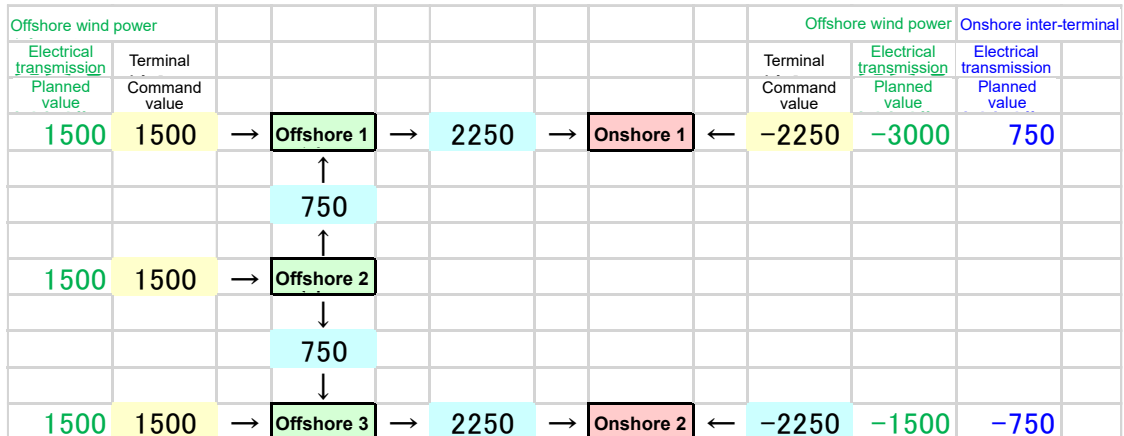 Offshore wind power
Offshore wind power
Onshore inter-terminal
Electrical
transmission
Terminal
Terminal
Electrical
transmission
Electrical
transmission
Planned
value
Command
value
Command
value
Planned
value
Planned
value
1500 1500 → Offshore 1 → 2250 → Onshore 1 ← −2250 −3000 750
↑
750
↑
1500 1500 → Offshore 2
↓
750
↓
1500 1500 → Offshore 3 → 2250 → Onshore 2 ← −2250 −1500 −750